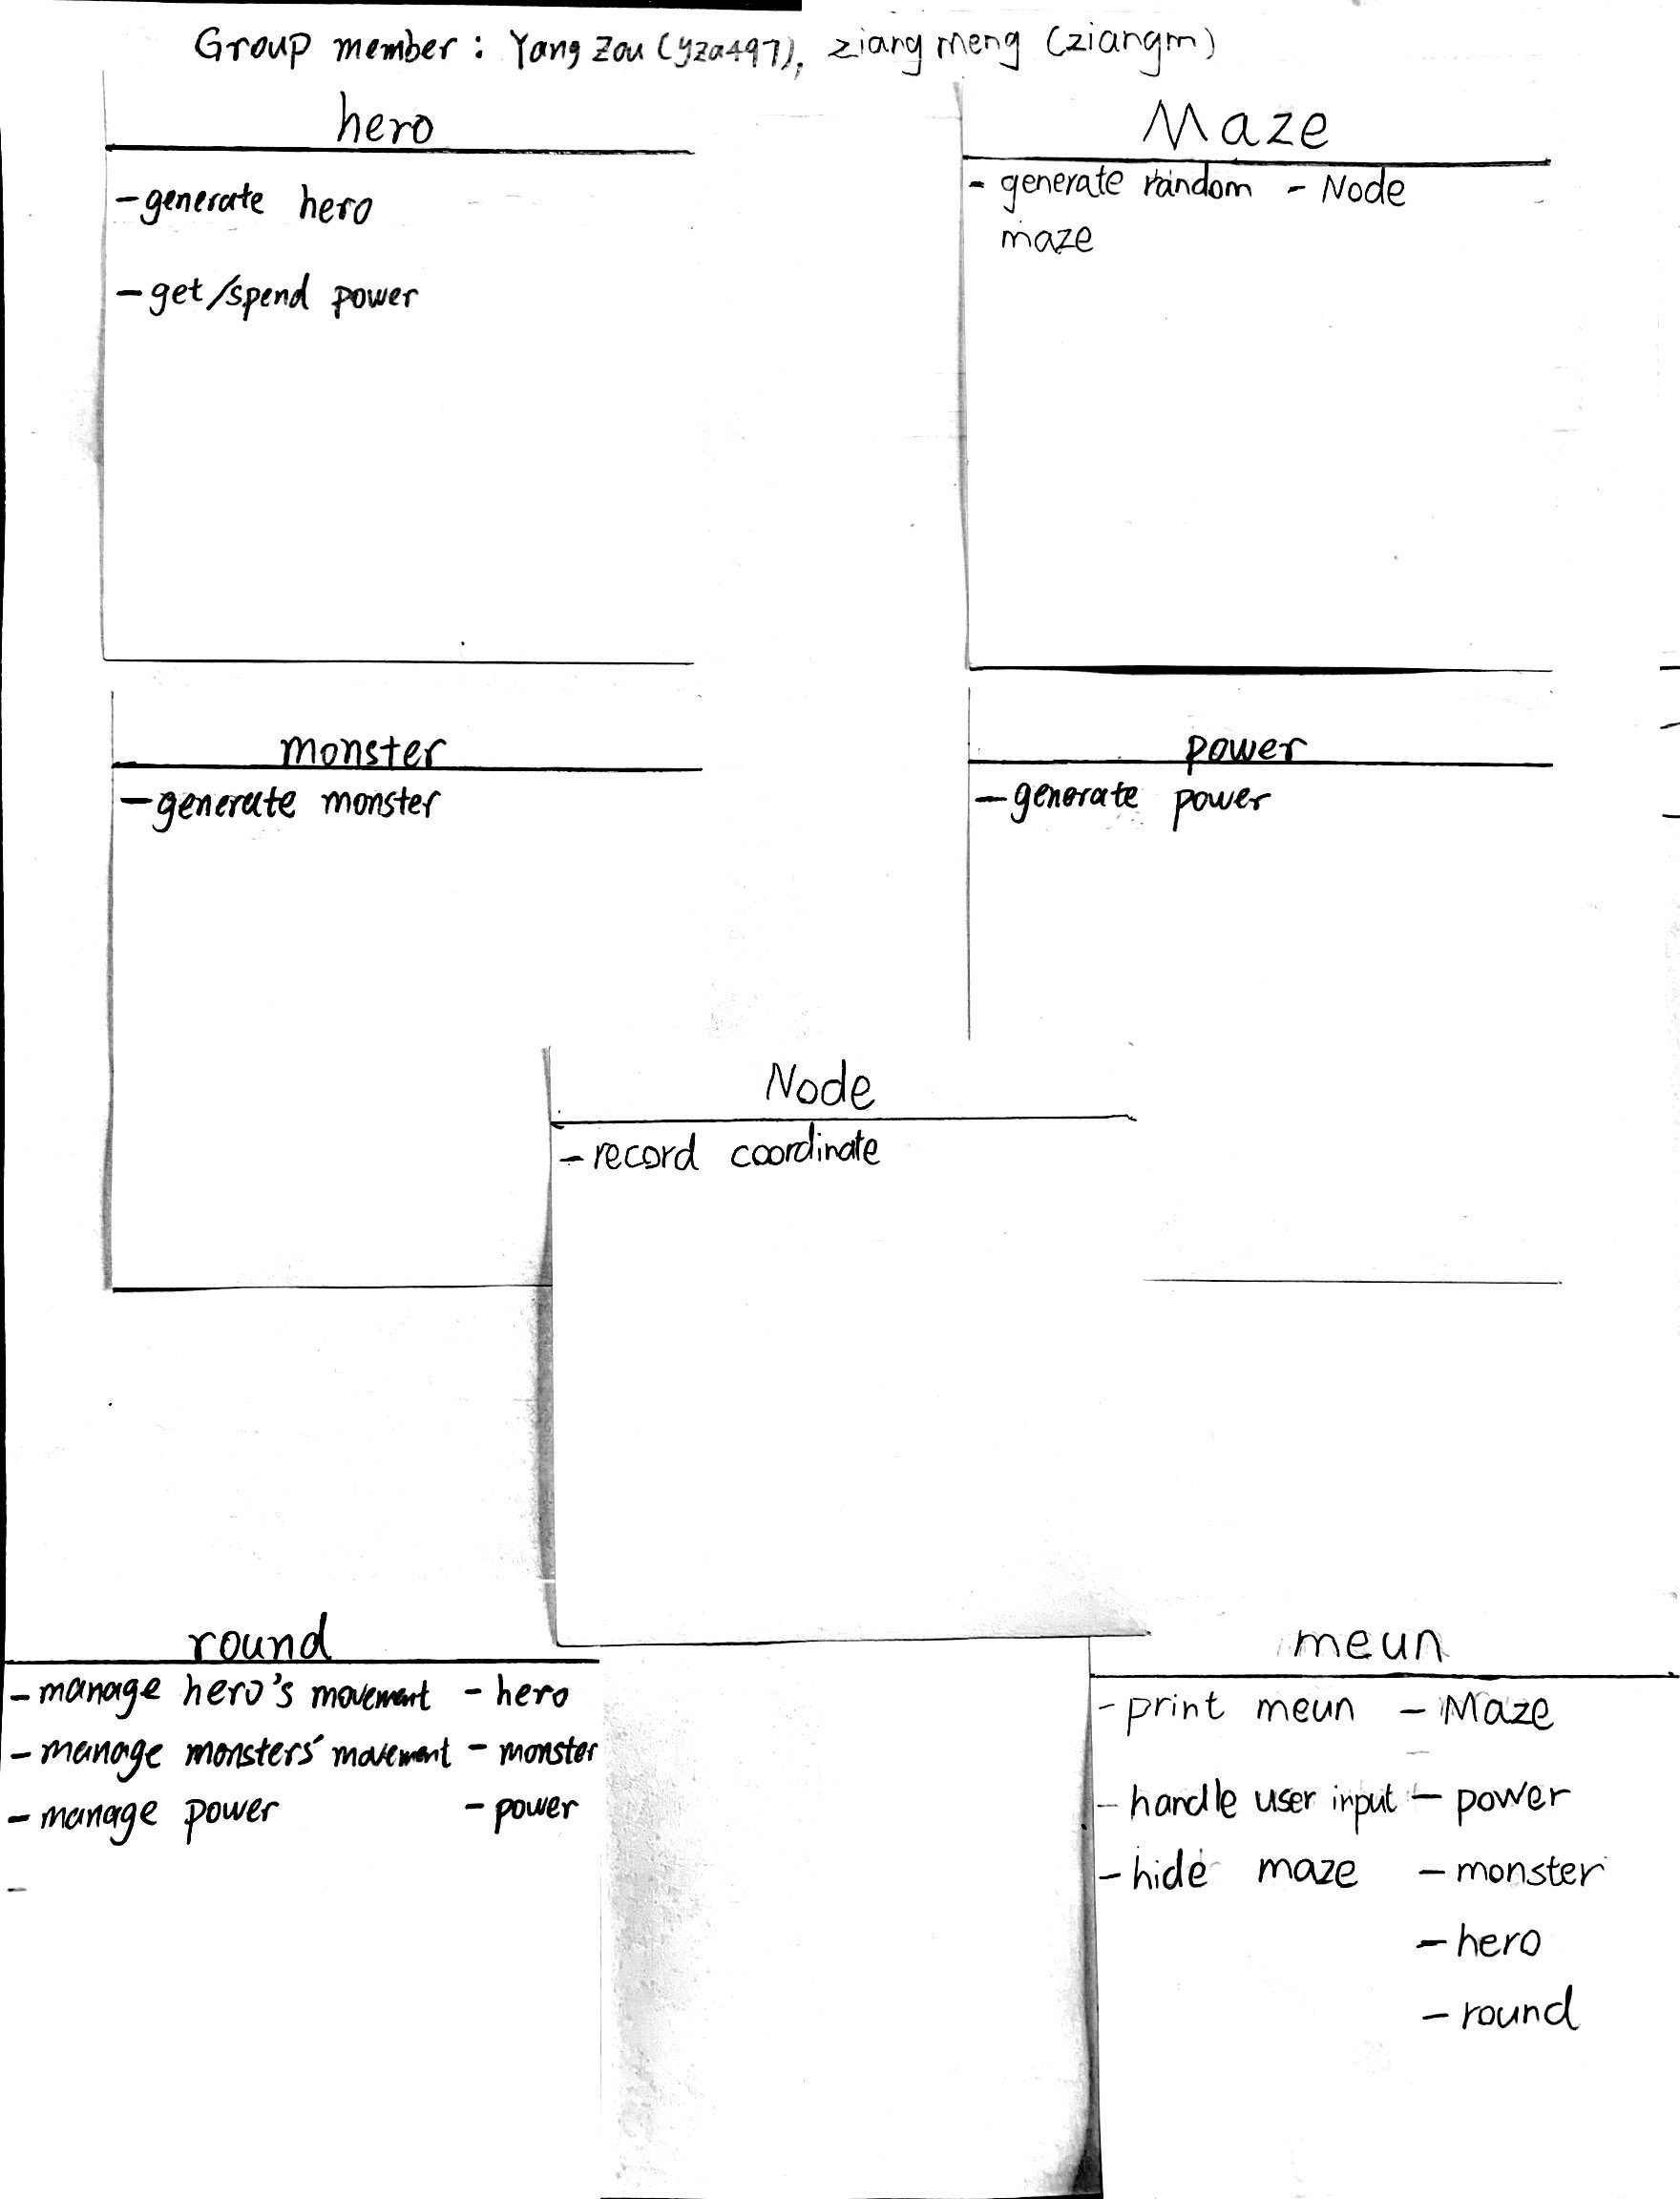 Group member : Yang Zou (yza497), ziang meng (ziangm)
hero
-generate hero
-get/spend power
Maze
- generate random - Node
maze
monster
-generate monster
power
-generate power
Node
-record coordinate
round
-manage hero's movement - hero
-manage monsters' movement - monster
-manage power - power
-
meun
-print meun - Maze
-handle user input - power
-hide maze - monster
- hero
- round